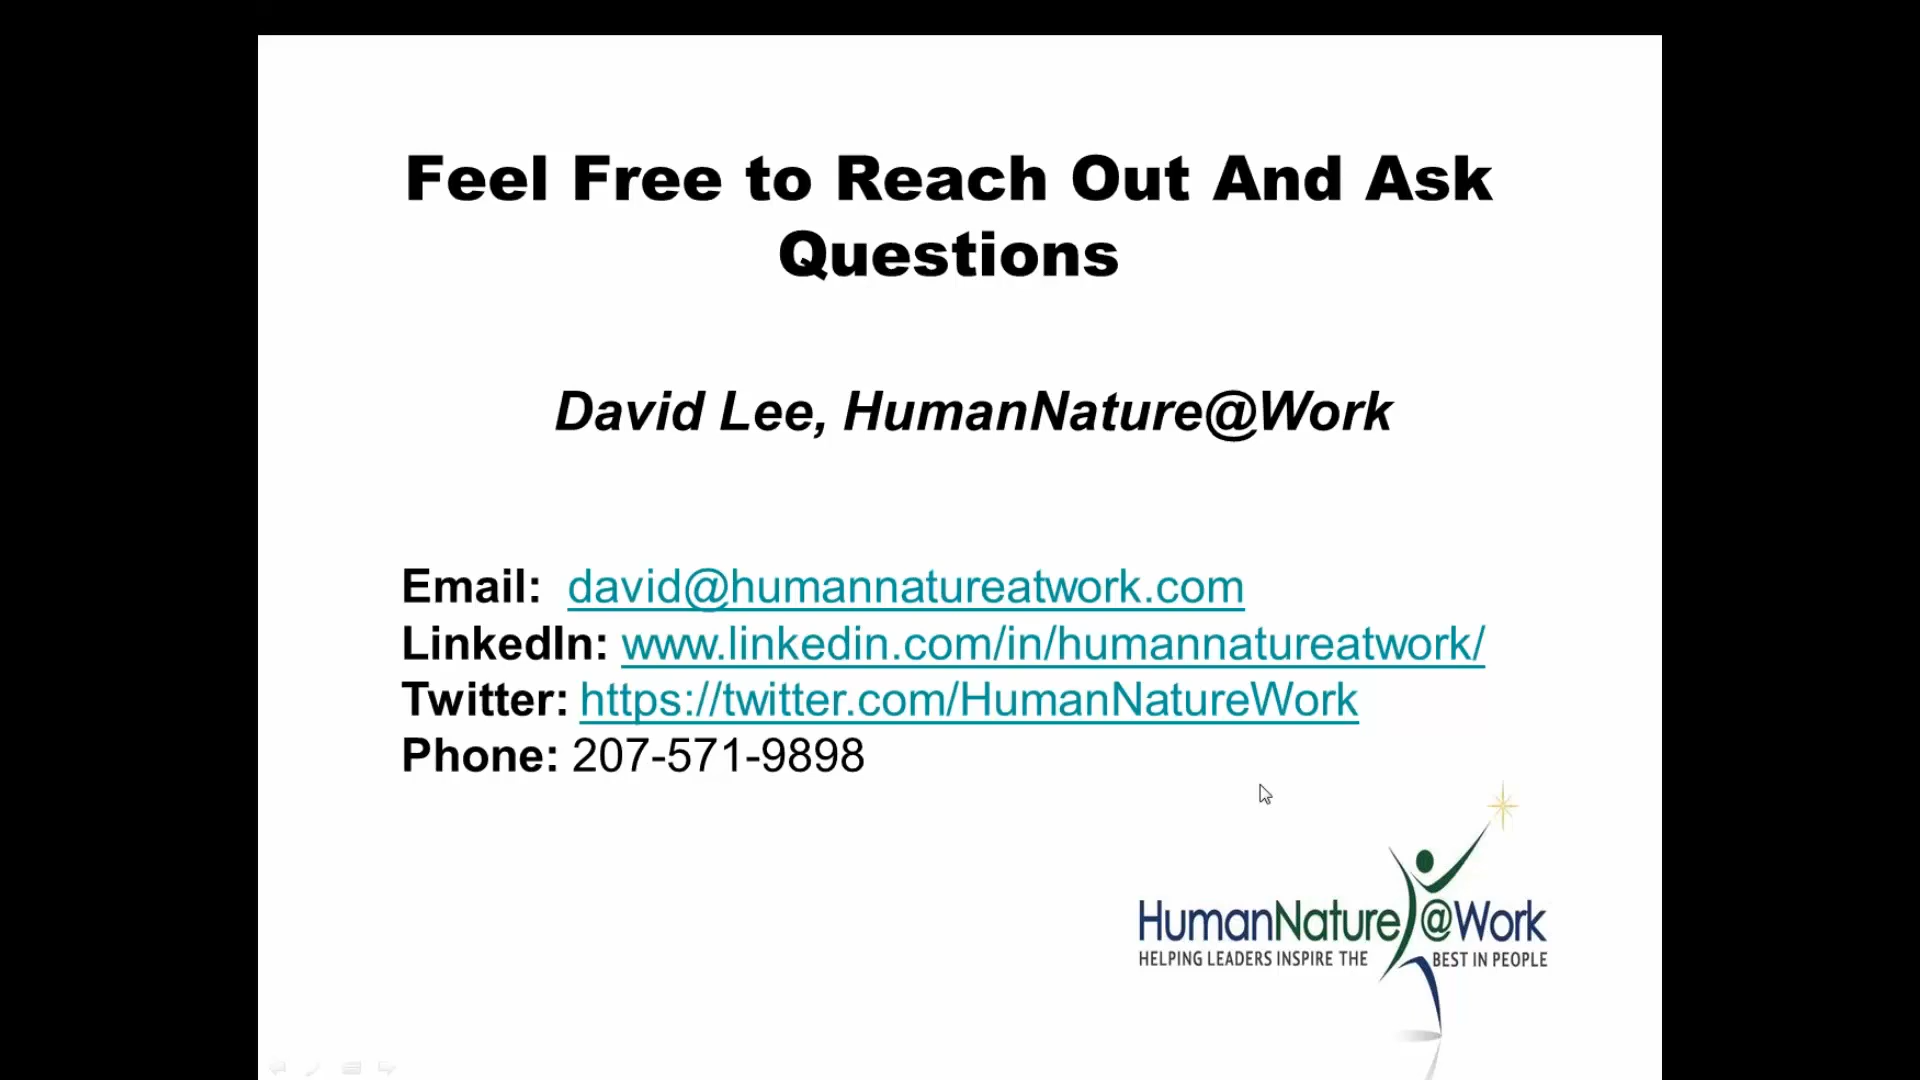 Feel Free to Reach Out And Ask
Questions
David Lee, HumanNature@Work
Email: david@humannatureatwork.com
LinkedIn: www.linkedin.com/in/humannatureatwork/
Twitter: https://twitter.com/HumanNatureWork
Phone: 207-571-9898
HumanNature@Work
HELPING LEADERS INSPIRE THE BEST IN PEOPLE